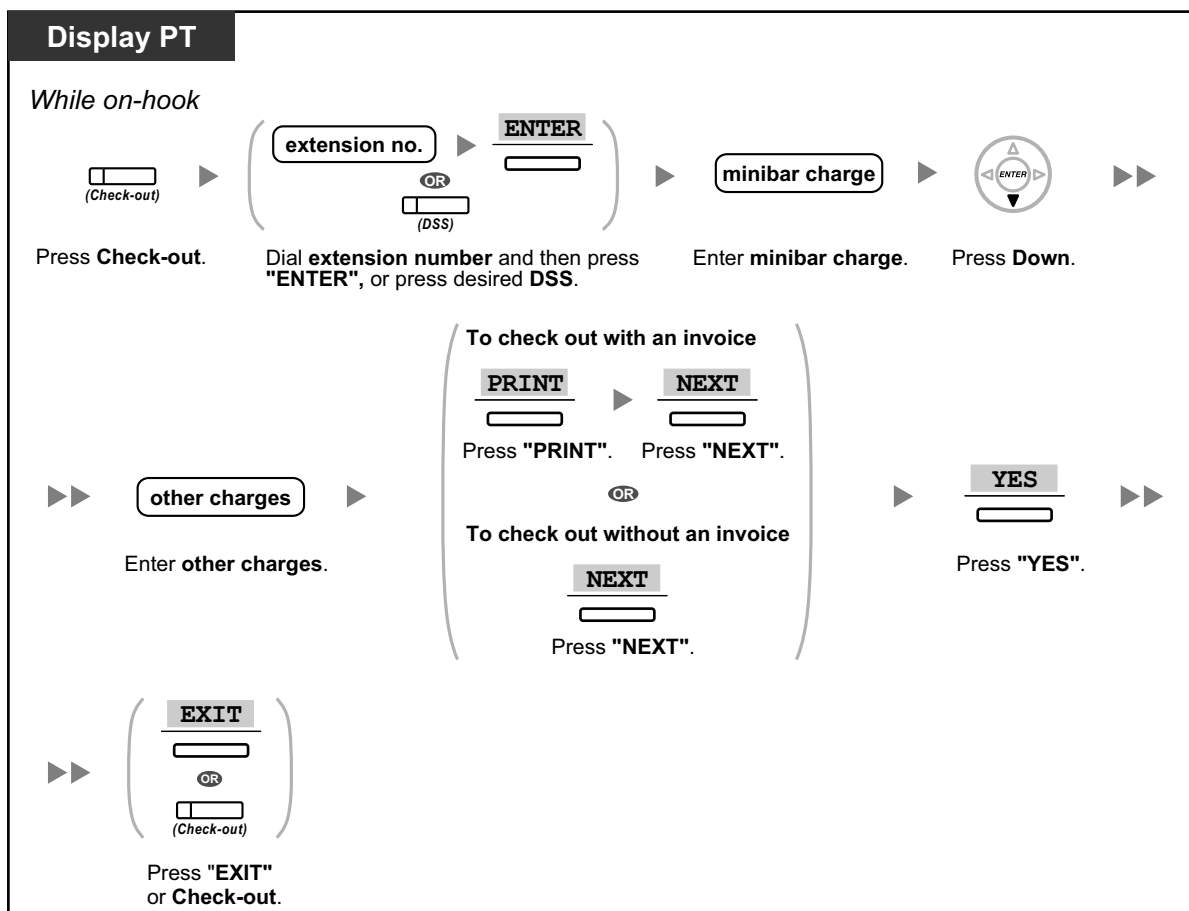 Display PT
While on-hook
(Check-out)
extension no.
ENTER
OR
(DSS)
minibar charge
ENTER
Press Check-out.
Dial extension number and then press
"ENTER", or press desired DSS.
Enter minibar charge.
Press Down.
other charges
Enter other charges.
To check out with an invoice
PRINT
NEXT
Press "PRINT".
Press "NEXT".
OR
To check out without an invoice
NEXT
Press "NEXT".
YES
Press "YES".
EXIT
OR
(Check-out)
Press "EXIT"
or Check-out.